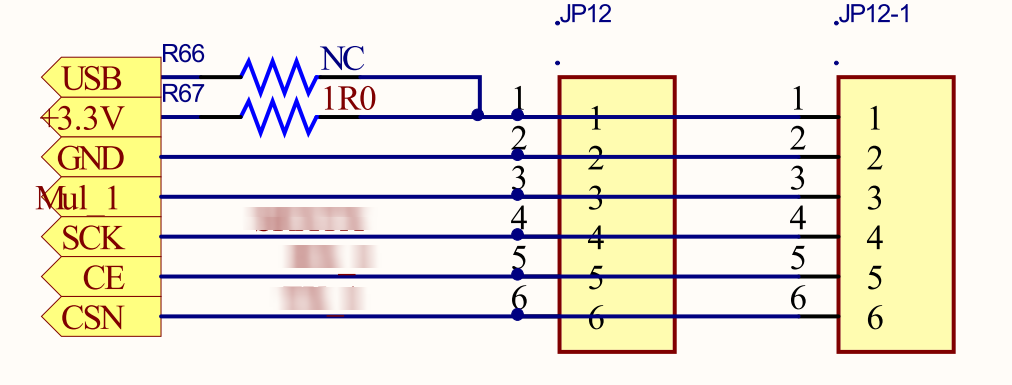 JP12 JP12-1
R66 NC
USB
R67 1R0
+3.3V 1 1 1 1
GND 2 2 2 2
Mul_1 3 3 3 3
SCK 4 4 4 4
CE 5 5 5 5
CSN 6 6 6 6